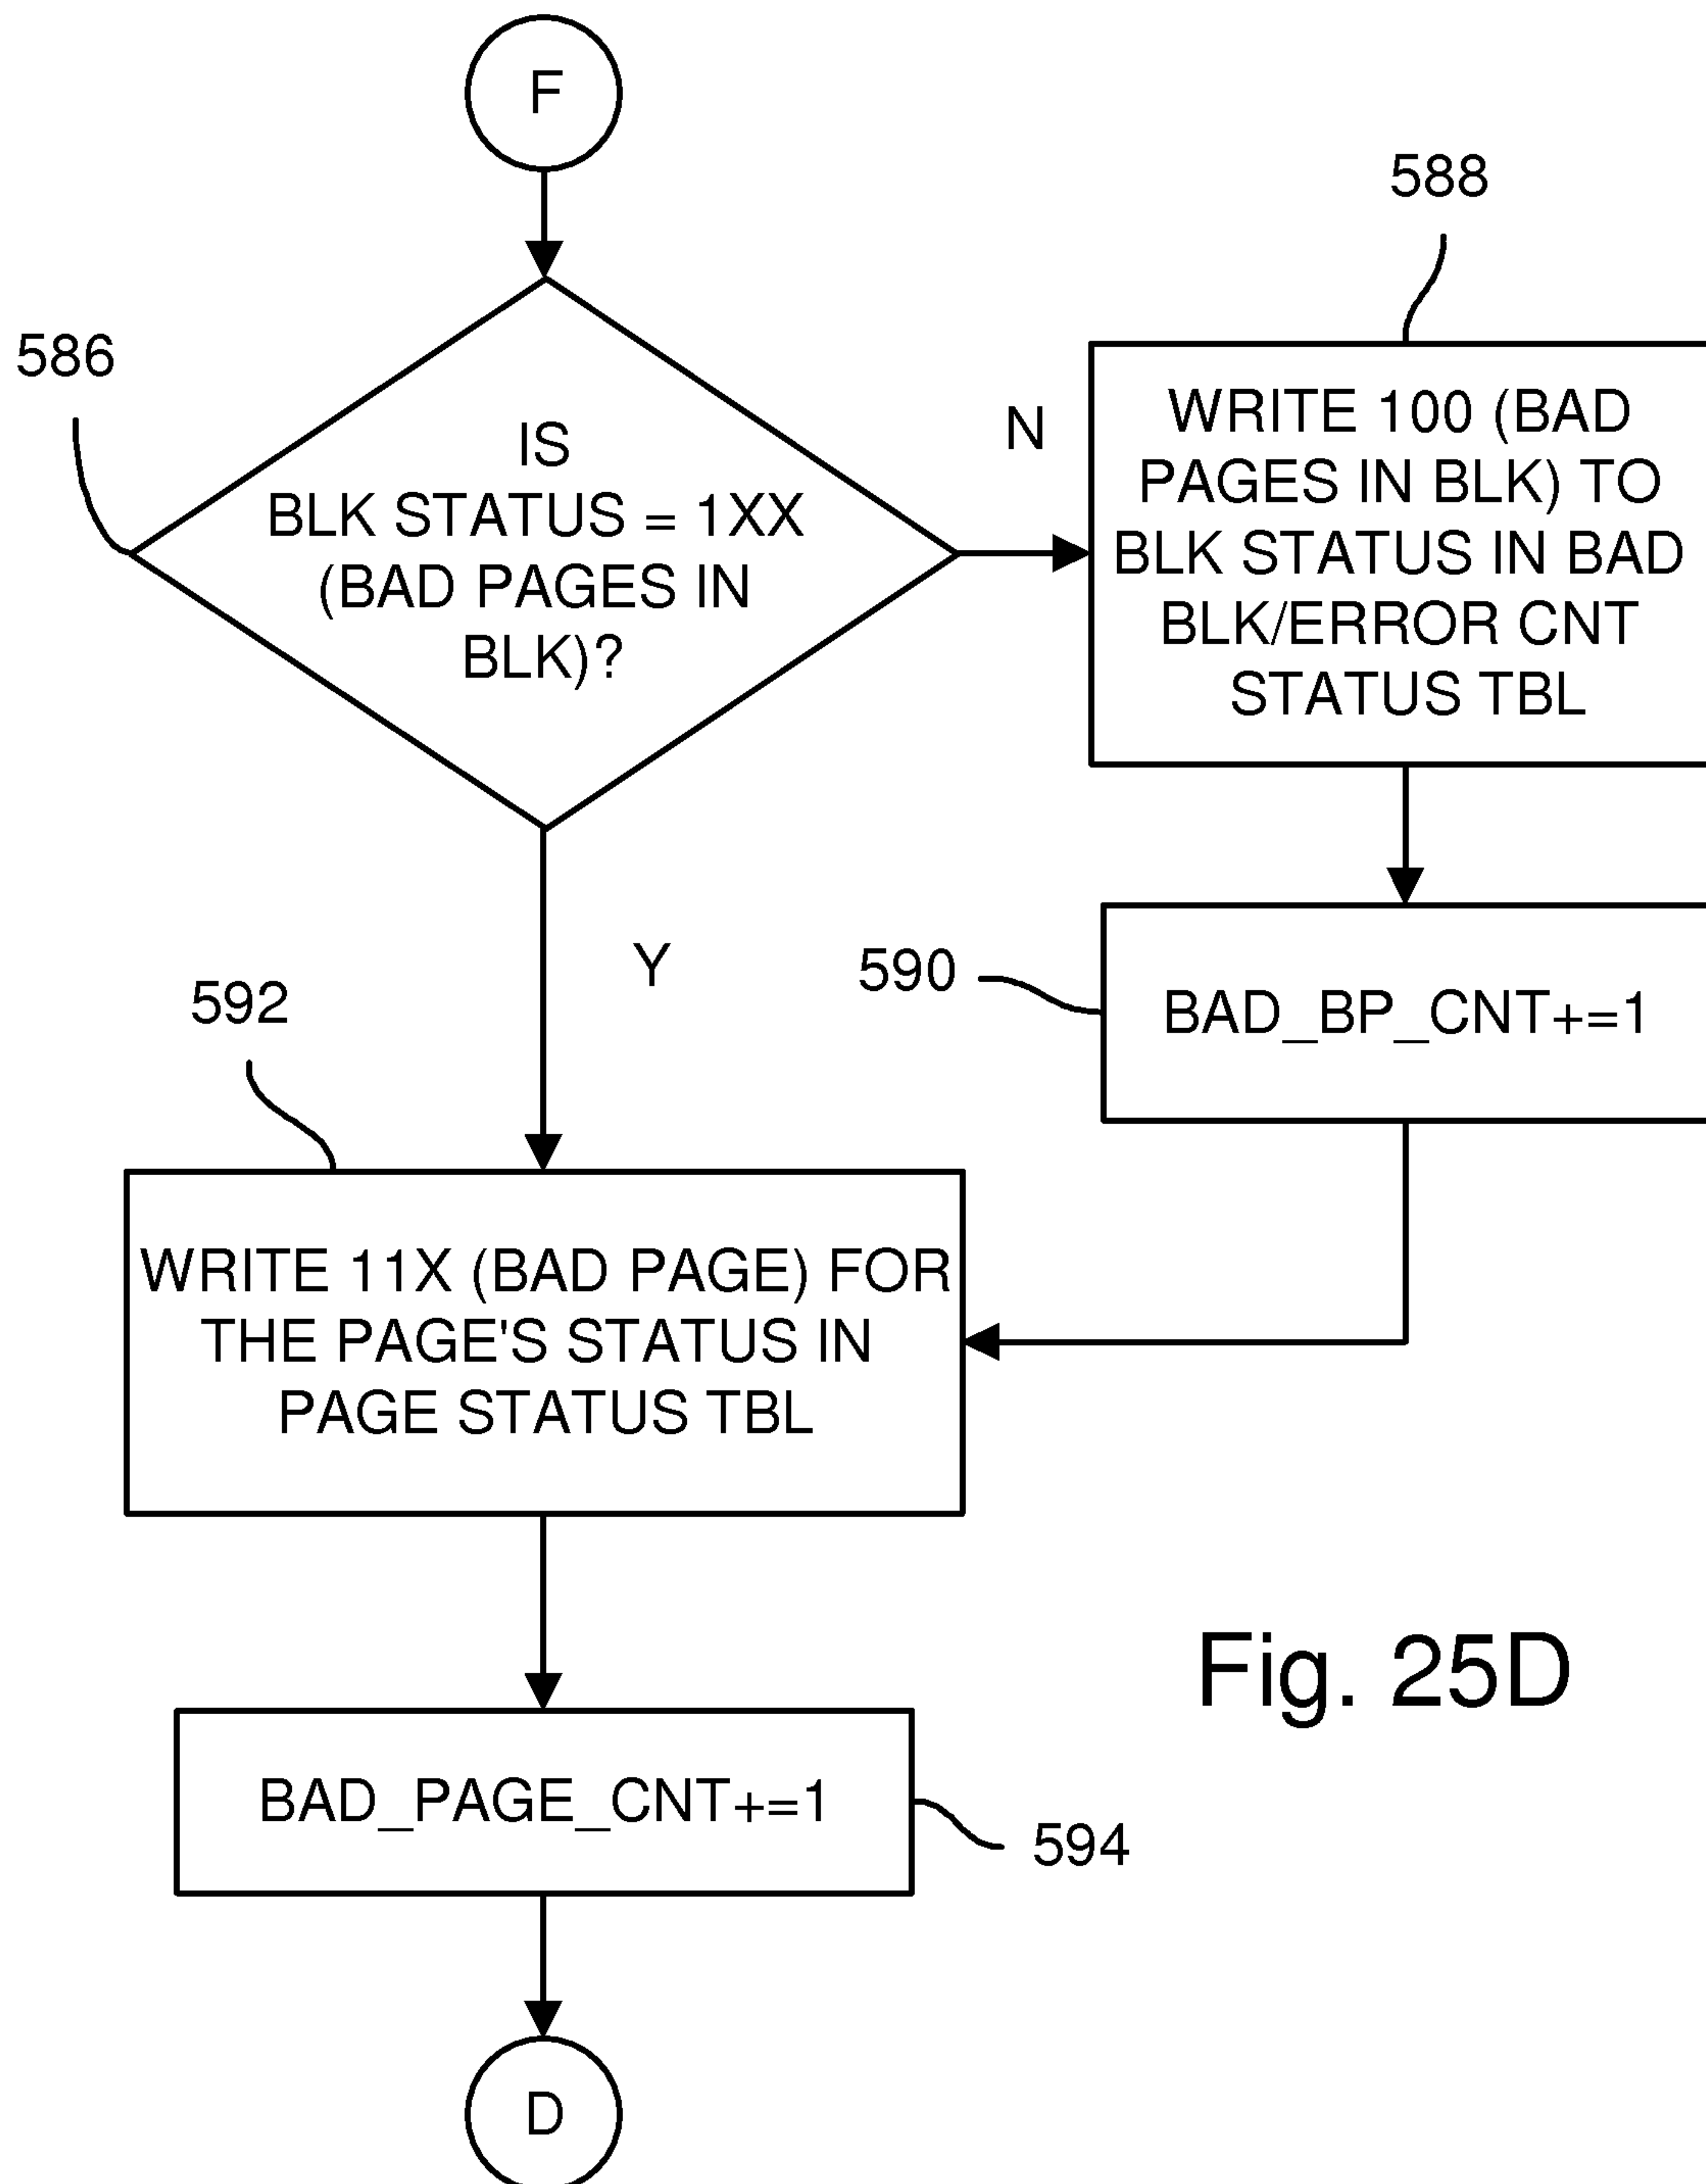 F
588
586
IS
BLK STATUS = 1XX
(BAD PAGES IN
BLK)?
N
WRITE 100 (BAD
PAGES IN BLK) TO
BLK STATUS IN BAD
BLK/ERROR CNT
STATUS TBL
Y
590
BAD_BP_CNT+=1
592
WRITE 11X (BAD PAGE) FOR
THE PAGE'S STATUS IN
PAGE STATUS TBL
Fig. 25D
BAD_PAGE_CNT+=1
594
D